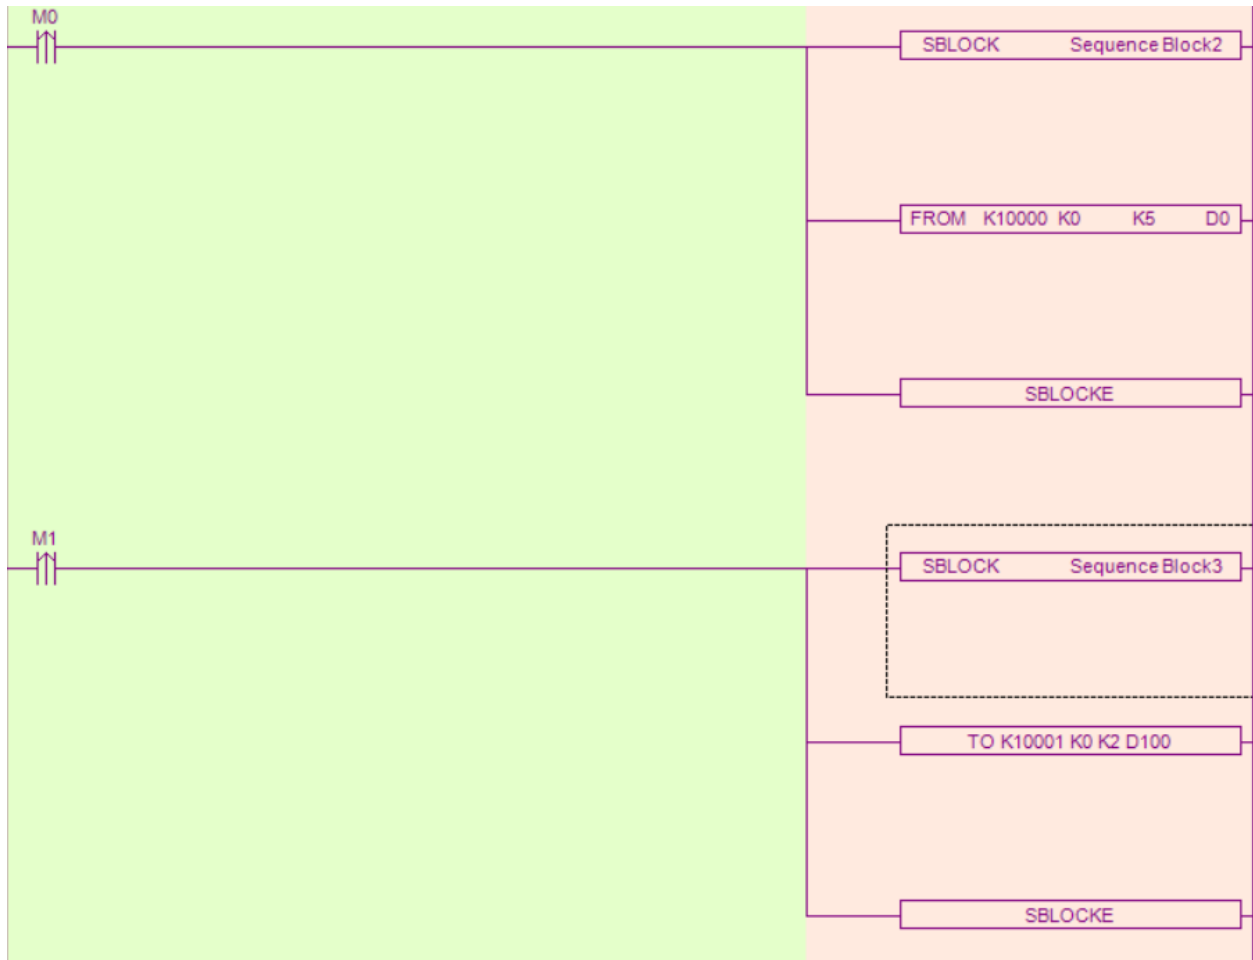 M0
SBLOCK Sequence Block2
FROM K10000 K0 K5 D0
SBLOCKE
M1
SBLOCK Sequence Block3
TO K10001 K0 K2 D100
SBLOCKE